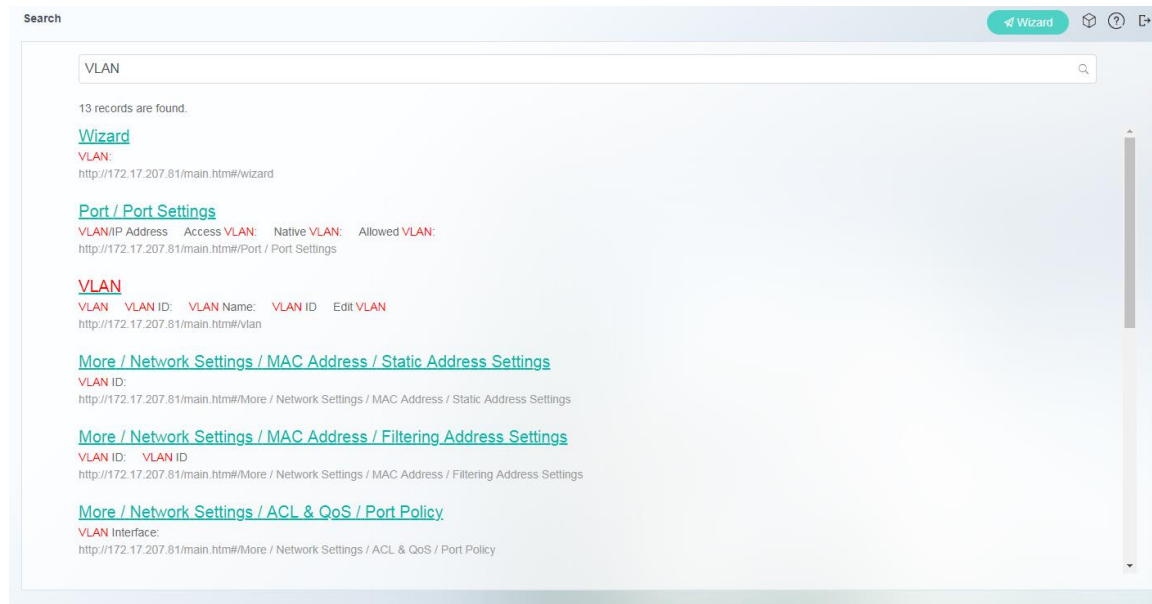 Search
Wizard
VLAN
13 records are found.
Wizard
VLAN:
http://172.17.207.81/main.htm#/wizard
Port / Port Settings
VLAN/IP Address Access VLAN: Native VLAN: Allowed VLAN:
http://172.17.207.81/main.htm#/Port / Port Settings
VLAN
VLAN VLAN ID: VLAN Name: VLAN ID Edit VLAN
http://172.17.207.81/main.htm#/vlan
More / Network Settings / MAC Address / Static Address Settings
VLAN ID:
http://172.17.207.81/main.htm#/More / Network Settings / MAC Address / Static Address Settings
More / Network Settings / MAC Address / Filtering Address Settings
VLAN ID: VLAN ID
http://172.17.207.81/main.htm#/More / Network Settings / MAC Address / Filtering Address Settings
More / Network Settings / ACL & QoS / Port Policy
VLAN Interface:
http://172.17.207.81/main.htm#/More / Network Settings / ACL & QoS / Port Policy